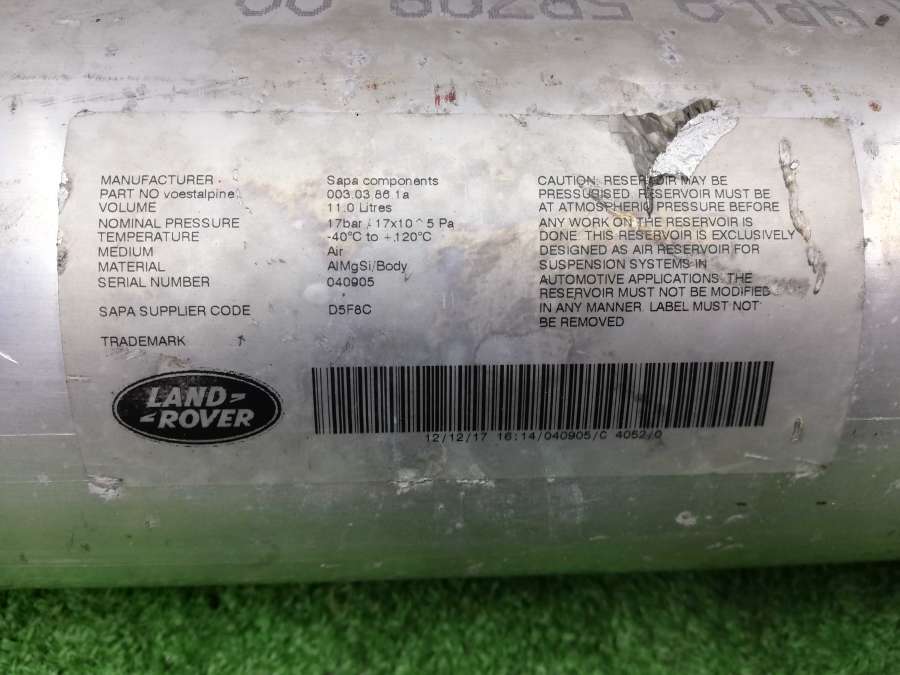 MANUFACTURER Sapa components
PART NO voestalpine 003.03.86.1a
VOLUME 11.0 Litres
NOMINAL PRESSURE 17bar / 17x10^5 Pa
TEMPERATURE -40°C to +120°C
MEDIUM Air
MATERIAL AlMgSi/Body
SERIAL NUMBER 040905
SAPA SUPPLIER CODE D5F8C
TRADEMARK
LAND
ROVER
CAUTION. RESERVOIR MAY BE
PRESSURISED. RESERVOIR MUST BE
AT ATMOSPHERIC PRESSURE BEFORE
ANY WORK ON THE RESERVOIR IS
DONE. THIS RESERVOIR IS EXCLUSIVELY
DESIGNED AS AIR RESERVOIR FOR
SUSPENSION SYSTEMS IN
AUTOMOTIVE APPLICATIONS. THE
RESERVOIR MUST NOT BE MODIFIED
IN ANY MANNER. LABEL MUST NOT
BE REMOVED
12/12/17 16:14/040905/C 4052/0